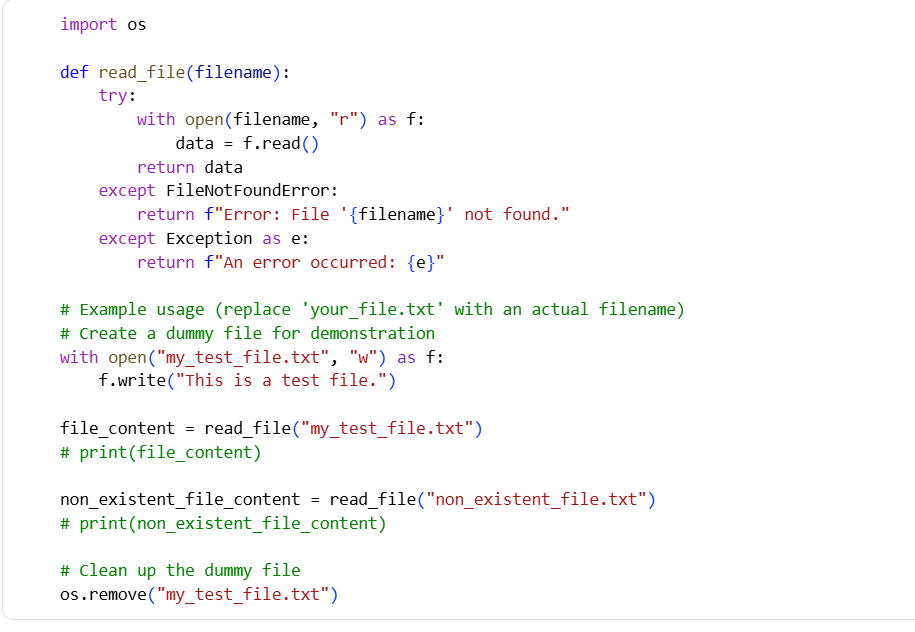 import os

def read_file(filename):
    try:
        with open(filename, "r") as f:
            data = f.read()
        return data
    except FileNotFoundError:
        return f"Error: File '{filename}' not found."
    except Exception as e:
        return f"An error occurred: {e}"

# Example usage (replace 'your_file.txt' with an actual filename)
# Create a dummy file for demonstration
with open("my_test_file.txt", "w") as f:
    f.write("This is a test file.")

file_content = read_file("my_test_file.txt")
# print(file_content)

non_existent_file_content = read_file("non_existent_file.txt")
# print(non_existent_file_content)

# Clean up the dummy file
os.remove("my_test_file.txt")